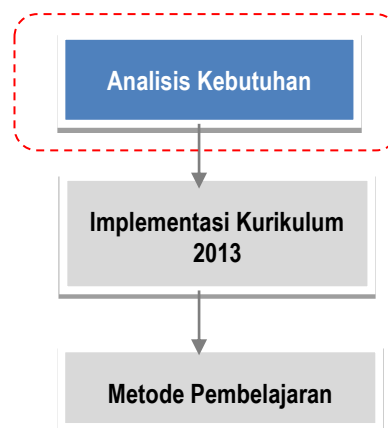 Analisis Kebutuhan
Implementasi Kurikulum
2013
Metode Pembelajaran